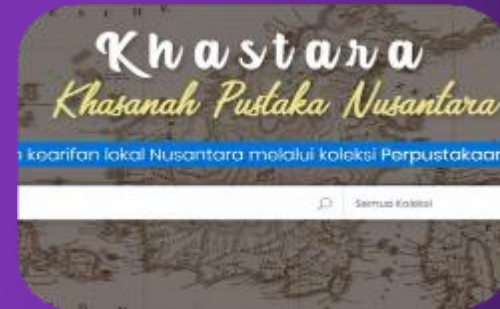 Khastara
Khasanah Pustaka Nusantara
kearifan lokal Nusantara melalui koleksi Perpustakaan
Semua Koleksi